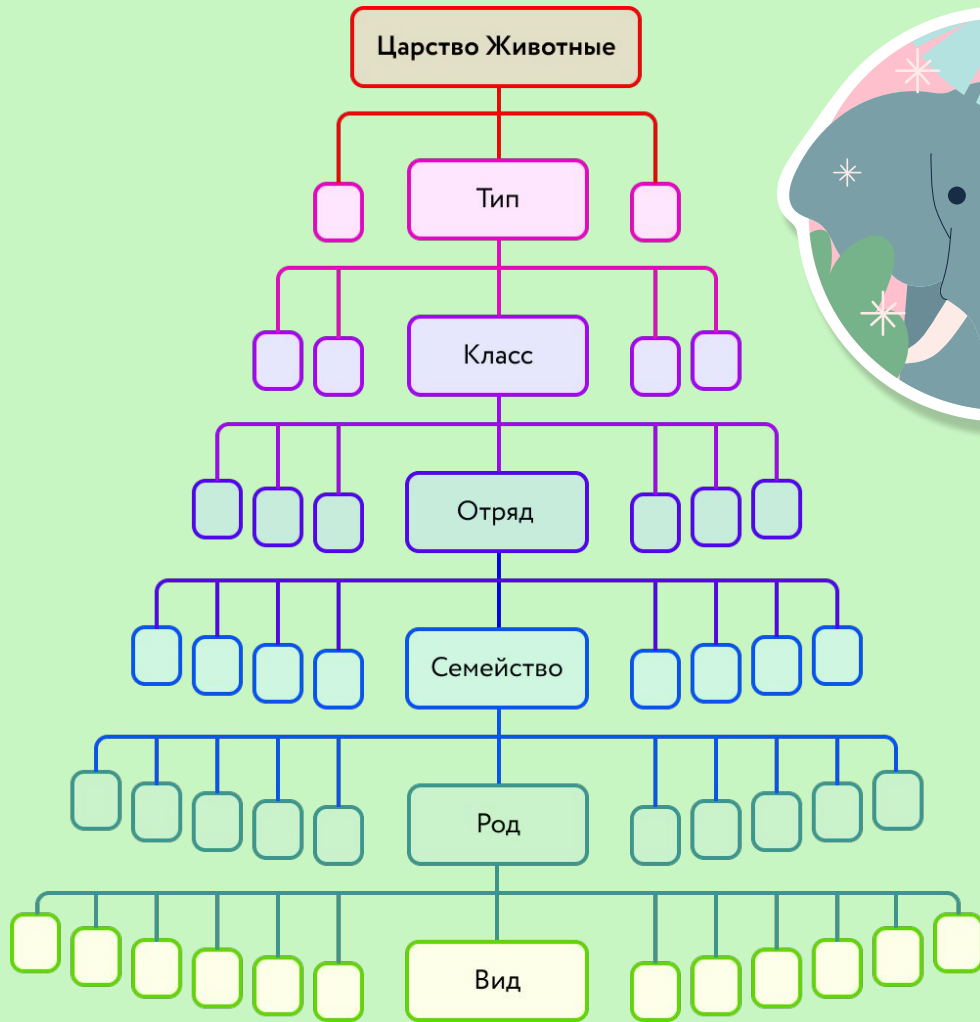 Царство Животные
Тип
Класс
Отряд
Семейство
Род
Вид